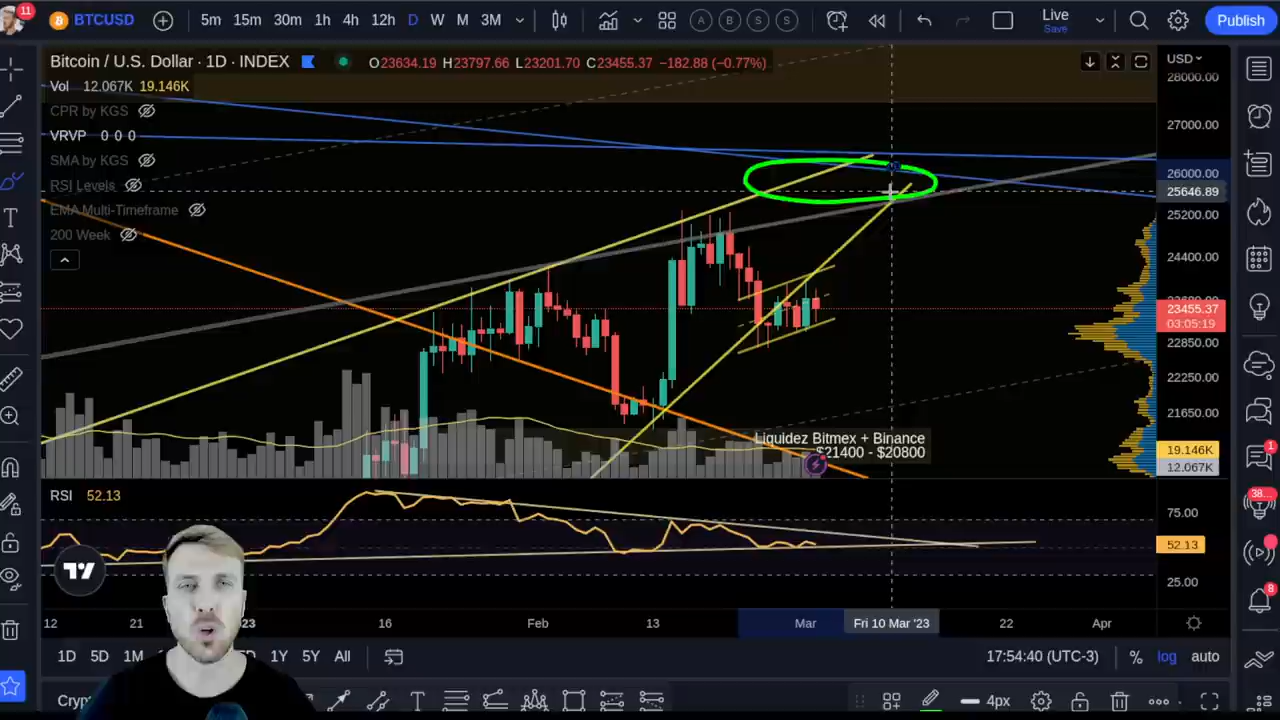 11
BTCUSD
5m 15m 30m 1h 4h 12h D W M 3M
A B S S
Live
Save
Publish
Bitcoin / U.S. Dollar · 1D · INDEX
O23634.19 H23797.66 L23201.70 C23455.37 −182.88 (−0.77%)
Vol 12.067K 19.146K
CPR by KGS
VRVP 0 0 0
SMA by KGS
RSI Levels
EMA Multi-Timeframe
200 Week
USD
28000.00
27000.00
26000.00
25646.89
25200.00
24400.00
23455.37
03:05:19
22850.00
22250.00
21650.00
19.146K
12.067K
Liquidez Bitmex + Binance
$21400 - $20800
RSI 52.13
75.00
52.13
25.00
1
38...
8
12 21 23 16 Feb 13 Mar Fri 10 Mar '23 22 Apr
1D 5D 1M 1Y 5Y All
17:54:40 (UTC-3) % log auto
4px